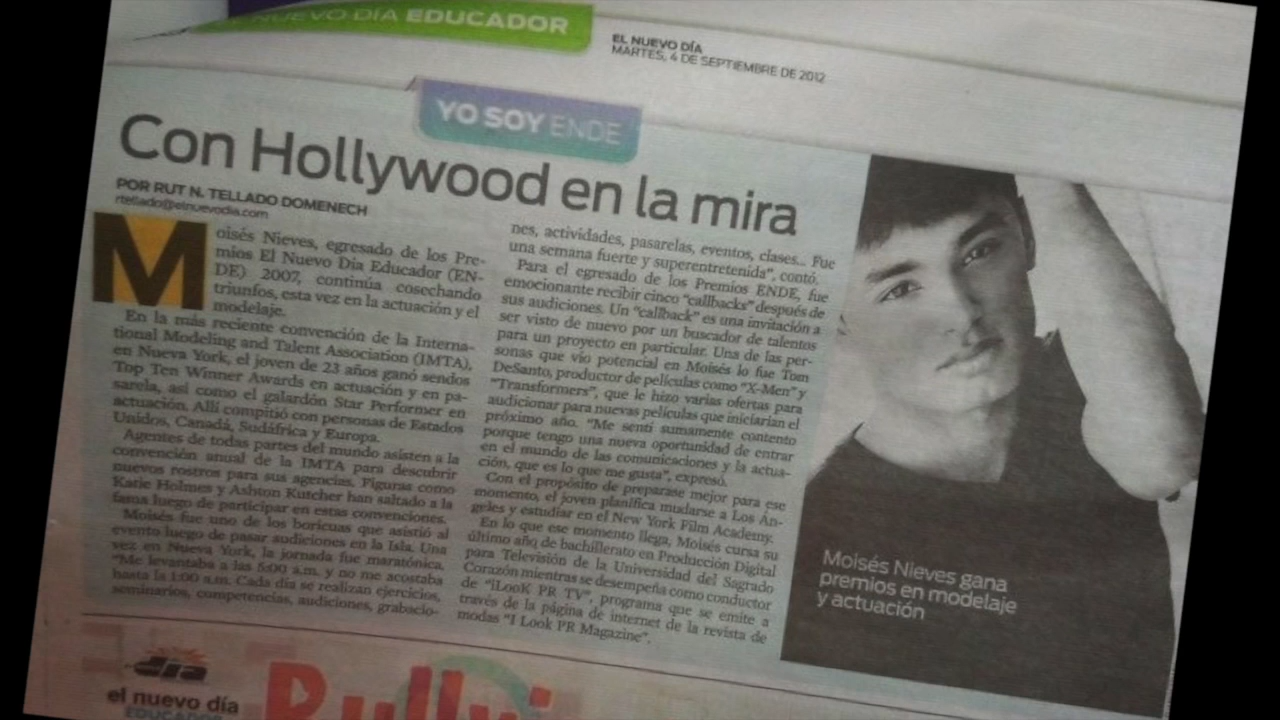 EL NUEVO DÍA EDUCADOR
EL NUEVO DÍA
MARTES, 4 DE SEPTIEMBRE DE 2012
YO SOY ENDE
Con Hollywood en la mira
POR RUT N. TELLADO DOMENECH
rtellado@elnuevodia.com
Moisés Nieves, egresado de los Pre-
mios El Nuevo Día Educador (EN-
DE) 2007, continúa cosechando
triunfos, esta vez en la actuación y el
modelaje.
En la más reciente convención de la Interna-
tional Modeling and Talent Association (IMTA),
en Nueva York, el joven de 23 años ganó sendos
Top Ten Winner Awards en actuación y en pa-
sarela, así como el galardón Star Performer en
actuación. Allí compitió con personas de Estados
Unidos, Canadá, Sudáfrica y Europa.
Agentes de todas partes del mundo asisten a la
convención anual de la IMTA para descubrir
nuevos rostros para sus agencias. Figuras como
Katie Holmes y Ashton Kutcher han saltado a la
fama luego de participar en estas convenciones.
Moisés fue uno de los boricuas que asistió al
evento luego de pasar audiciones en la Isla. Una
vez en Nueva York, la jornada fue maratónica.
“Me levantaba a las 5:00 a.m. y no me acostaba
hasta la 1:00 a.m. Cada día se realizan ejercicios,
seminarios, competencias, audiciones, grabacio-
nes, actividades, pasarelas, eventos, clases... Fue
una semana fuerte y superentretenida”, contó.
Para el egresado de los Premios ENDE, fue
emocionante recibir cinco “callbacks” después de
sus audiciones. Un “callback” es una invitación a
ser visto de nuevo por un buscador de talentos
para un proyecto en particular. Una de las per-
sonas que vio potencial en Moisés lo fue Tom
DeSanto, productor de películas como “X-Men” y
“Transformers”, que le hizo varias ofertas para
audicionar para nuevas películas que iniciarían el
próximo año. “Me sentí sumamente contento
porque tengo una nueva oportunidad de entrar
en el mundo de las comunicaciones y la actua-
ción, que es lo que me gusta”, expresó.
Con el propósito de prepararse mejor para ese
momento, el joven planifica mudarse a Los Án-
geles y estudiar en el New York Film Academy.
En lo que ese momento llega, Moisés cursa su
último año de bachillerato en Producción Digital
para Televisión de la Universidad del Sagrado
Corazón mientras se desempeña como conductor
de “iLooK PR TV”, programa que se emite a
través de la página de internet de la revista de
modas “I Look PR Magazine”.
Moisés Nieves gana
premios en modelaje
y actuación
día
el nuevo día
EDUCADOR